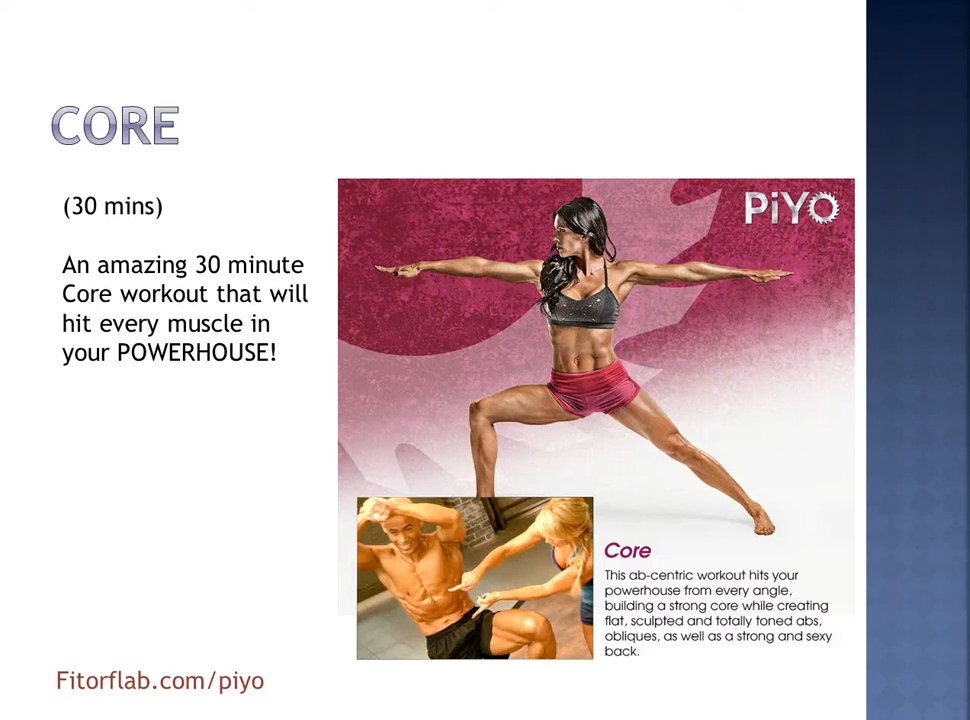 CORE
(30 mins)
An amazing 30 minute
Core workout that will
hit every muscle in
your POWERHOUSE!
PiYO
Core
This ab-centric workout hits your
powerhouse from every angle,
building a strong core while creating
flat, sculpted and totally toned abs,
obliques, as well as a strong and sexy
back.
Fitorflab.com/piyo